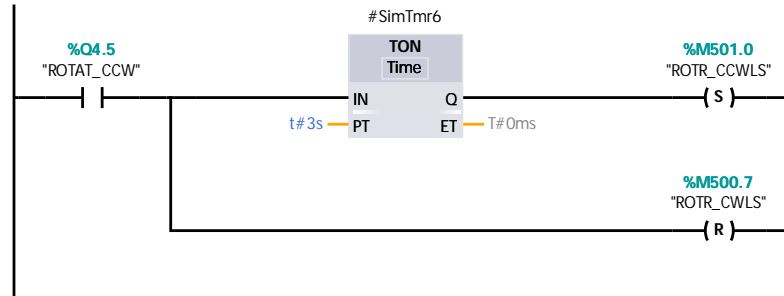 #SimTmr6
%Q4.5
"ROTAT_CCW"
TON
Time
%M501.0
"ROTR_CCWLS"
IN
Q
S
t#3s
PT
ET
T#0ms
%M500.7
"ROTR_CWLS"
R